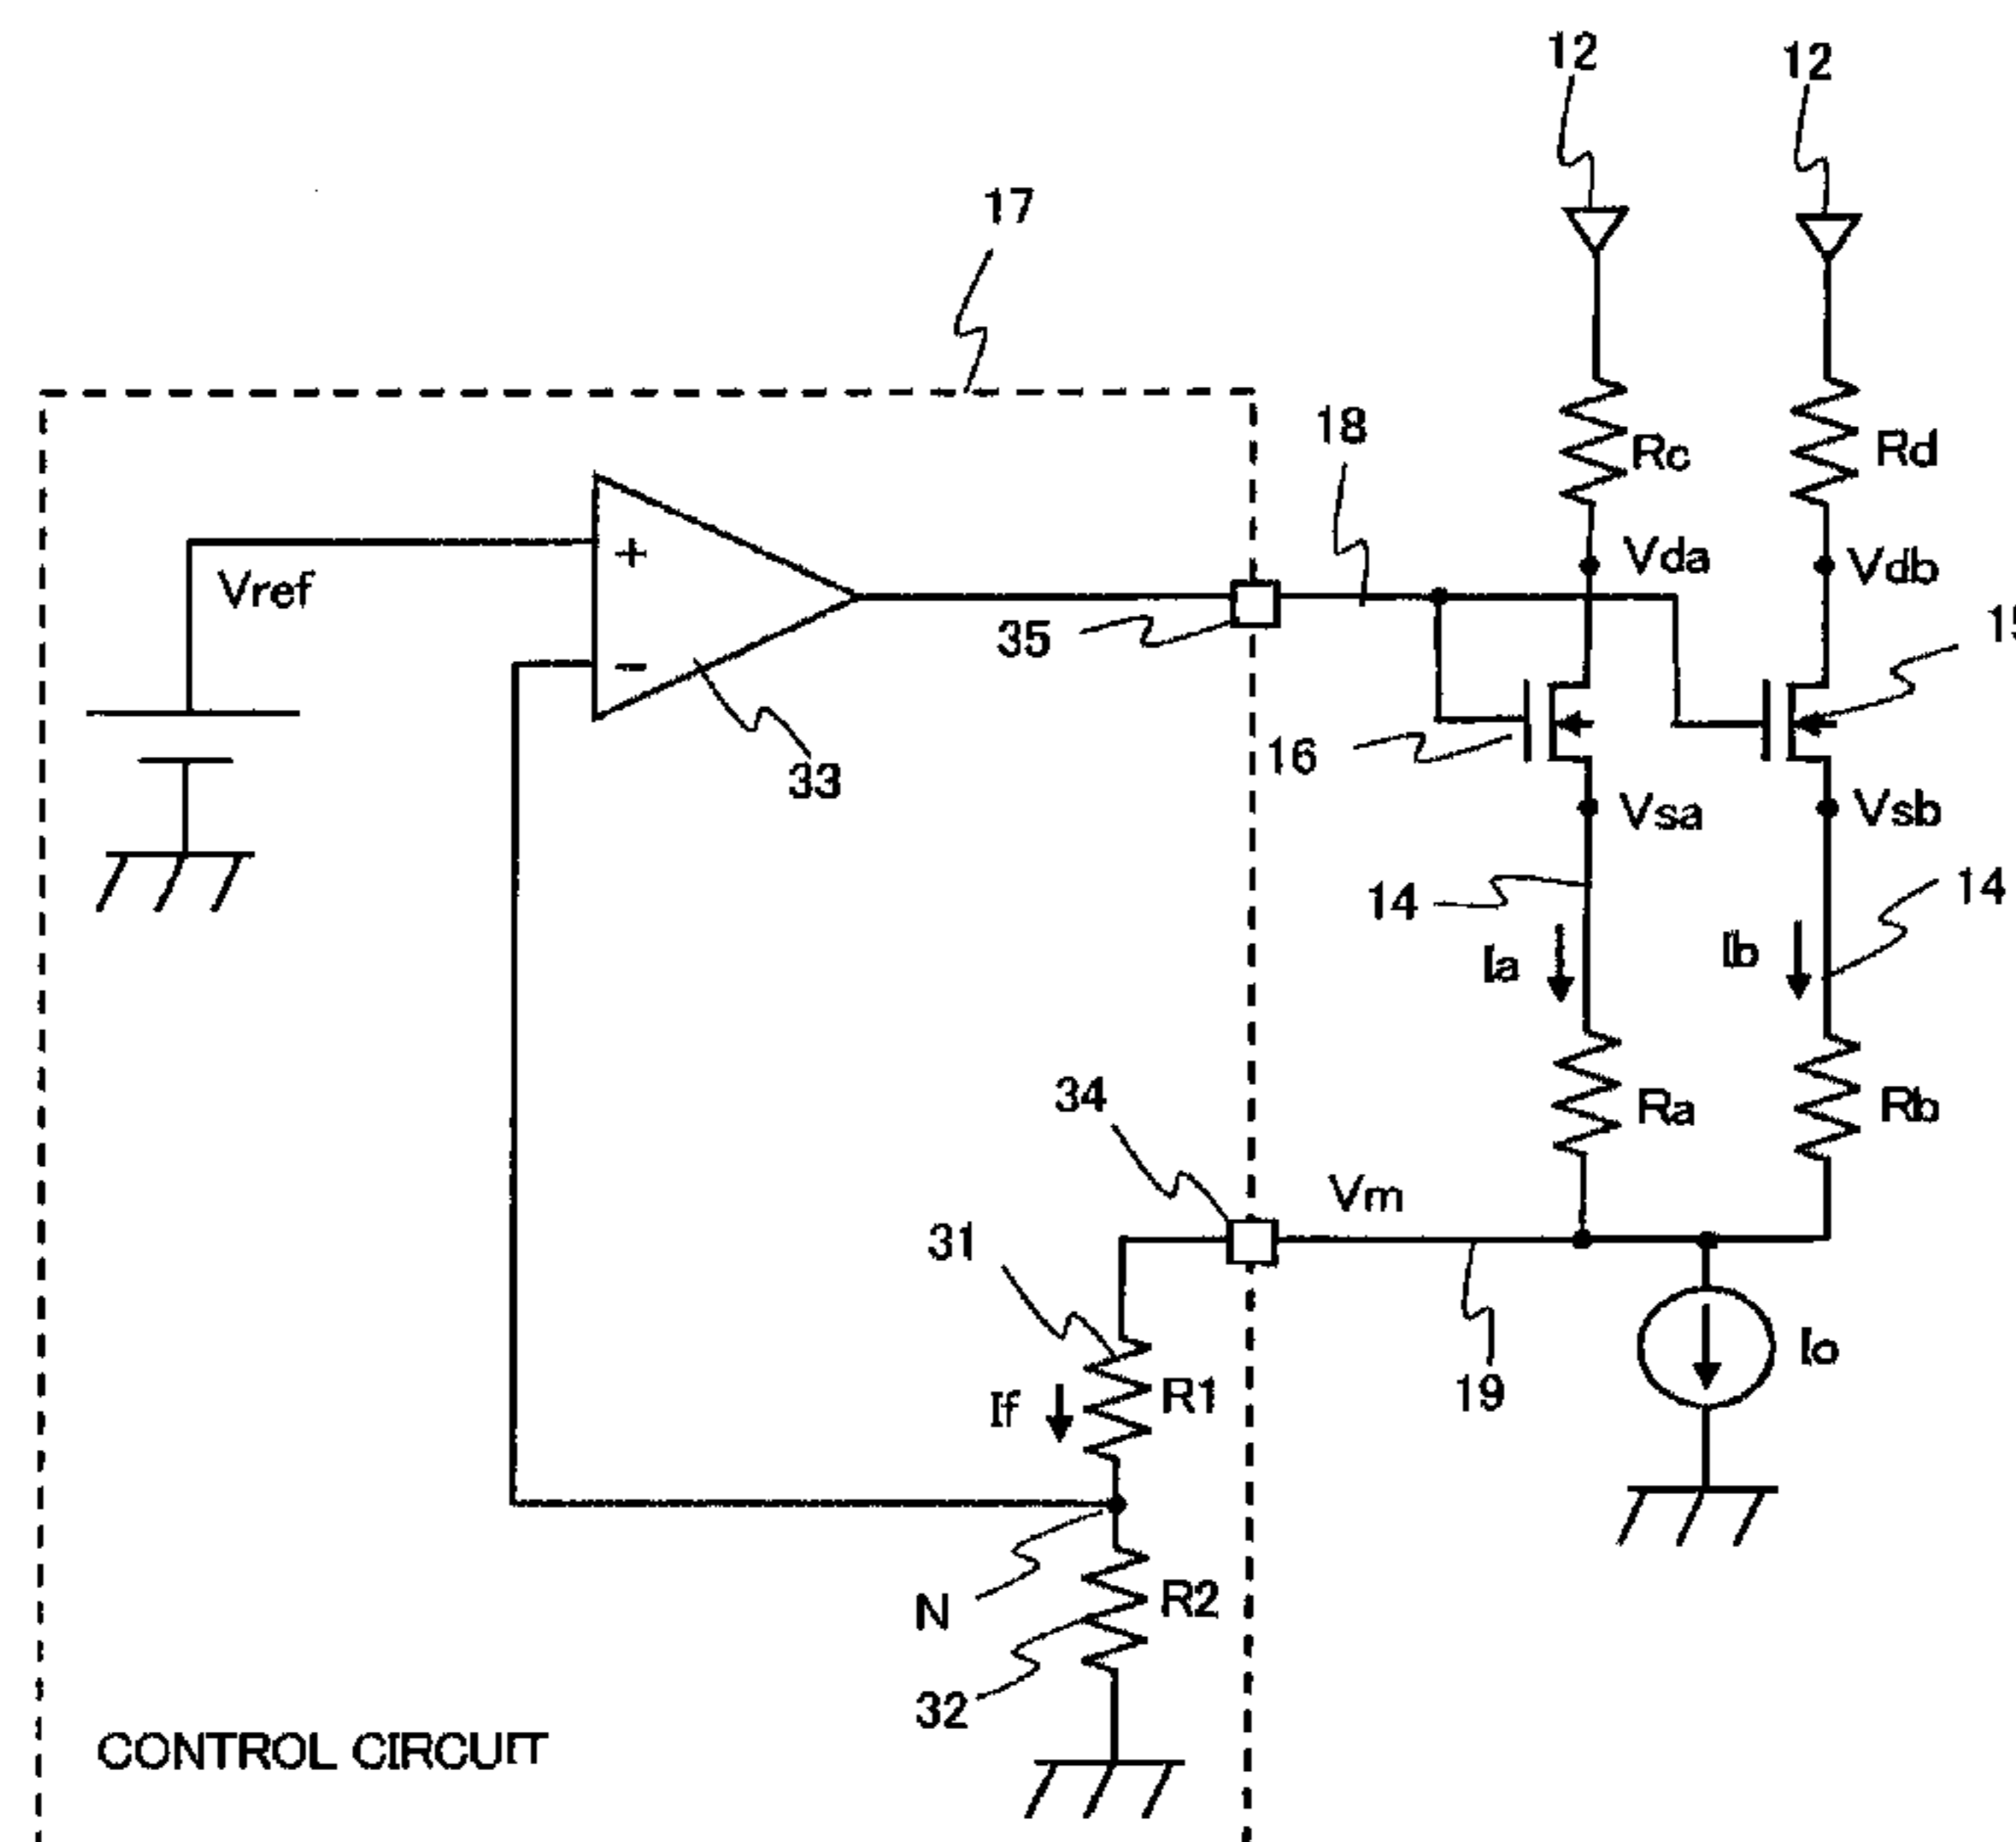 12
12
17
18
Rc
Rd
Vda
Vdb
Vref
+
−
35
15
16
33
Vsa
Vsb
14
14
Ia
Ib
34
Ra
Rb
Vm
31
If
R1
19
Io
N
R2
32
CONTROL CIRCUIT